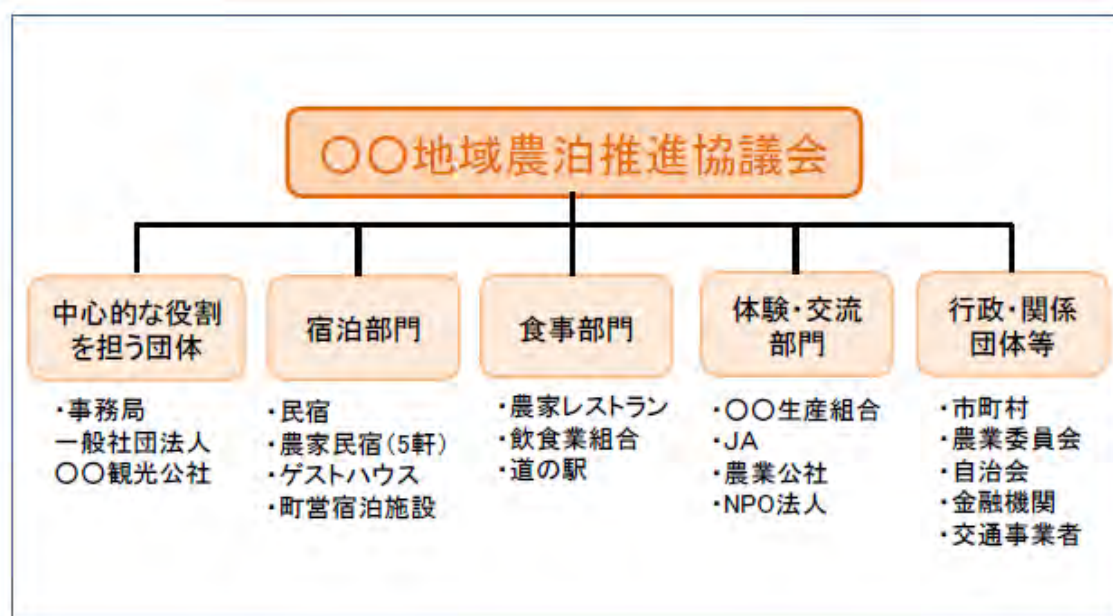 〇〇地域農泊推進協議会
中心的な役割
を担う団体
・事務局
一般社団法人
〇〇観光公社
宿泊部門
・民宿
・農家民宿(5軒)
・ゲストハウス
・町営宿泊施設
食事部門
・農家レストラン
・飲食業組合
・道の駅
体験・交流
部門
・〇〇生産組合
・JA
・農業公社
・NPO法人
行政・関係
団体等
・市町村
・農業委員会
・自治会
・金融機関
・交通事業者